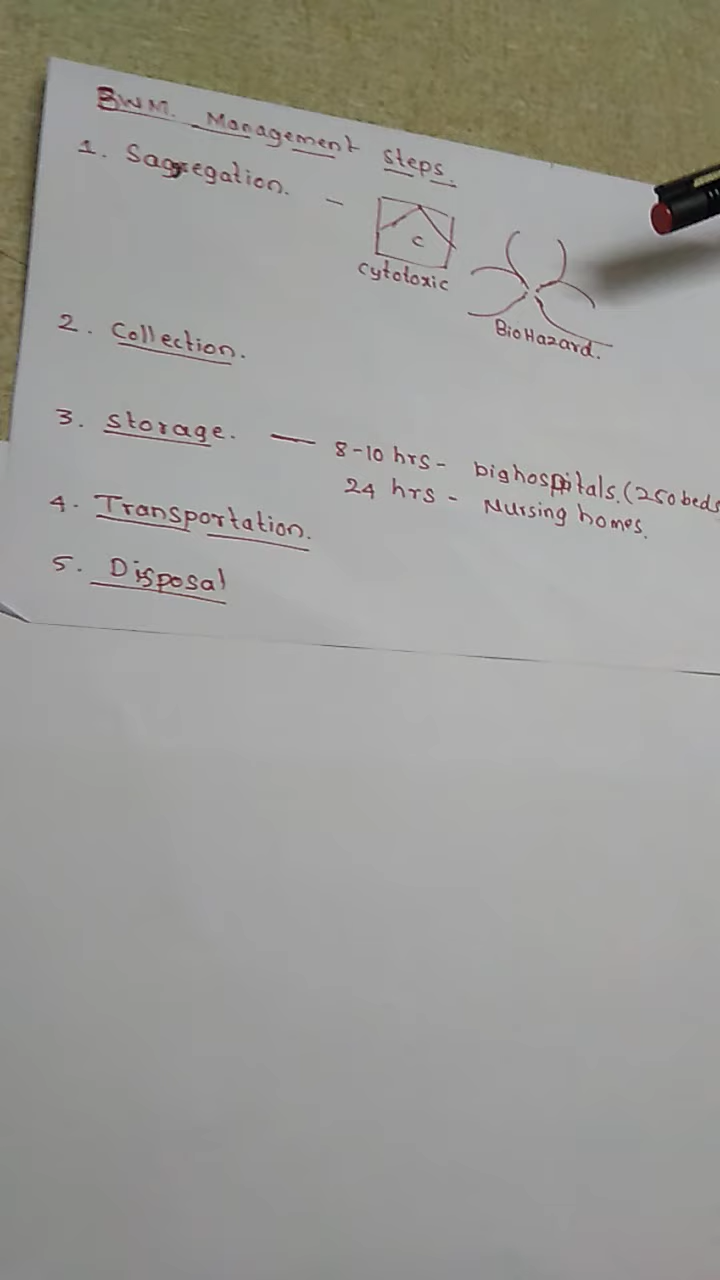 BWM. Management steps.
1. Saggregation. -
C
cytotoxic
BioHazard.
2. Collection.
3. storage. — 8-10 hrs - big hospitals. (250 beds
24 hrs - Nursing homes.
4. Transportation.
5. Disposal